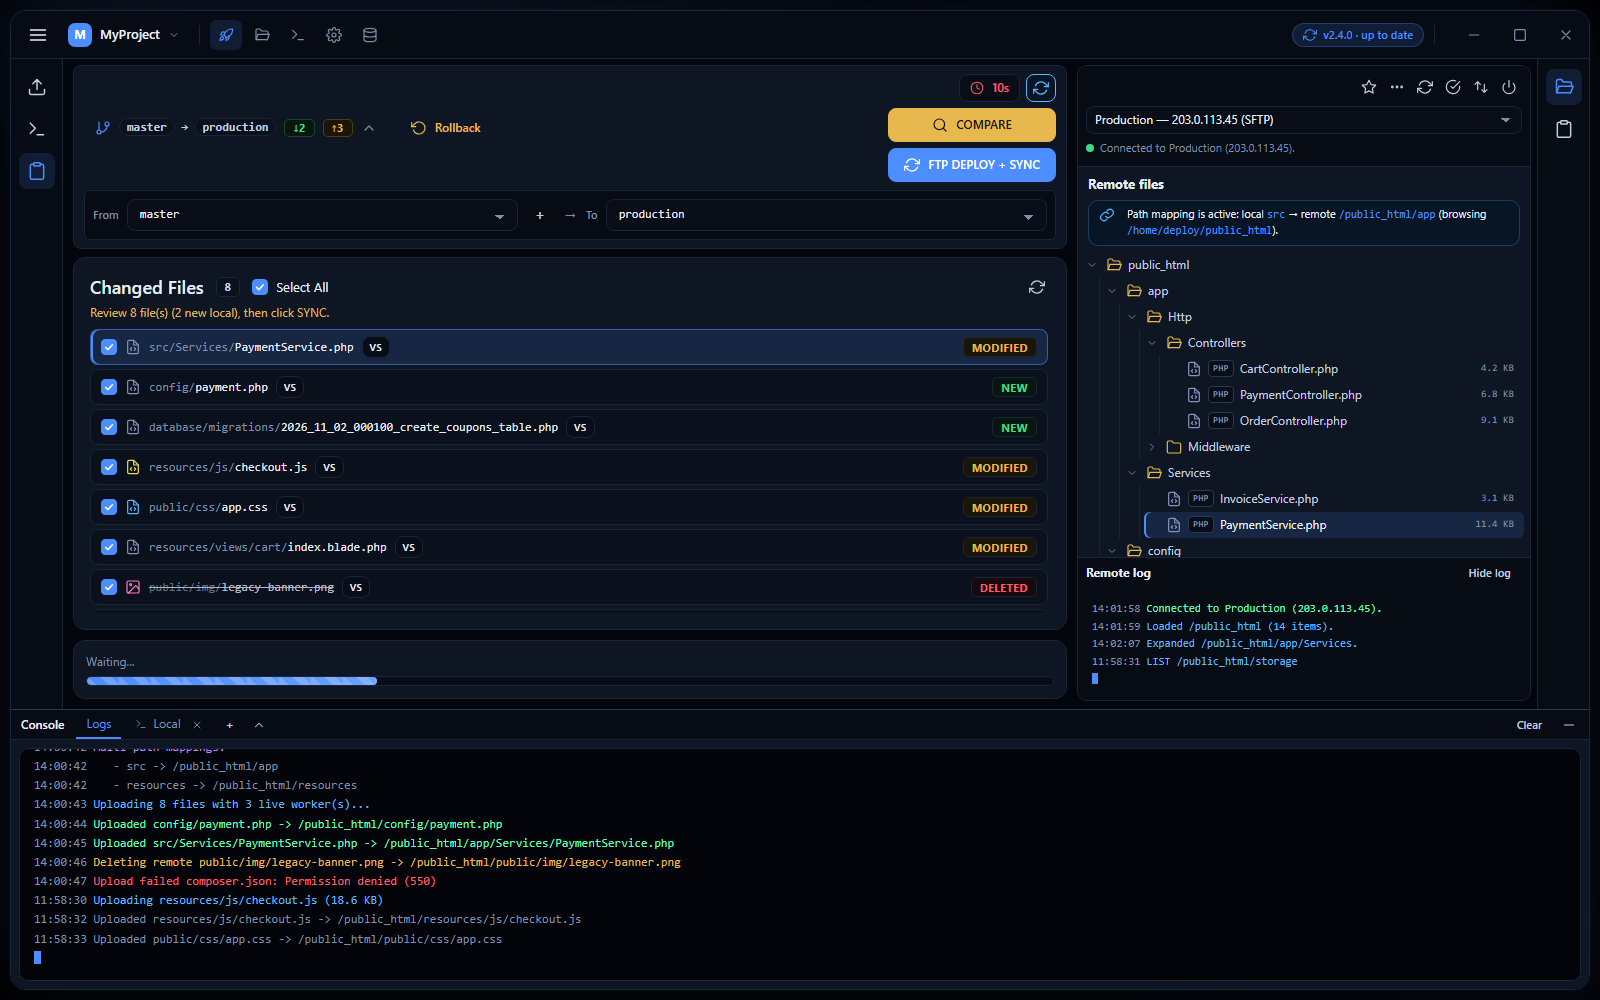 M MyProject
v2.4.0 · up to date
10s
master → production ↓2 ↑3 Rollback
COMPARE
FTP DEPLOY + SYNC
From master + → To production
Changed Files 8 Select All
Review 8 file(s) (2 new local), then click SYNC.
src/Services/PaymentService.php VS MODIFIED
config/payment.php VS NEW
database/migrations/2026_11_02_000100_create_coupons_table.php VS NEW
resources/js/checkout.js VS MODIFIED
public/css/app.css VS MODIFIED
resources/views/cart/index.blade.php VS MODIFIED
public/img/legacy-banner.png VS DELETED
Waiting...
Production — 203.0.113.45 (SFTP)
Connected to Production (203.0.113.45).
Remote files
Path mapping is active: local src → remote /public_html/app (browsing
/home/deploy/public_html).
public_html
app
Http
Controllers
PHP CartController.php 4.2 KB
PHP PaymentController.php 6.8 KB
PHP OrderController.php 9.1 KB
Middleware
Services
PHP InvoiceService.php 3.1 KB
PHP PaymentService.php 11.4 KB
config
Remote log Hide log
14:01:58 Connected to Production (203.0.113.45).
14:01:59 Loaded /public_html (14 items).
14:02:07 Expanded /public_html/app/Services.
11:58:31 LIST /public_html/storage
Console Logs Local + Clear
14:00:42 Multi path mappings:
14:00:42 - src -> /public_html/app
14:00:42 - resources -> /public_html/resources
14:00:43 Uploading 8 files with 3 live worker(s)...
14:00:44 Uploaded config/payment.php -> /public_html/config/payment.php
14:00:45 Uploaded src/Services/PaymentService.php -> /public_html/app/Services/PaymentService.php
14:00:46 Deleting remote public/img/legacy-banner.png -> /public_html/public/img/legacy-banner.png
14:00:47 Upload failed composer.json: Permission denied (550)
11:58:30 Uploading resources/js/checkout.js (18.6 KB)
11:58:32 Uploaded resources/js/checkout.js -> /public_html/resources/js/checkout.js
11:58:33 Uploaded public/css/app.css -> /public_html/public/css/app.css